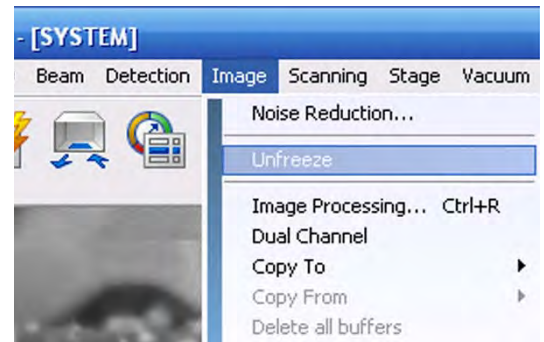 - [SYSTEM]
Beam Detection Image Scanning Stage Vacuum
Noise Reduction...
Unfreeze
Image Processing... Ctrl+R
Dual Channel
Copy To
Copy From
Delete all buffers